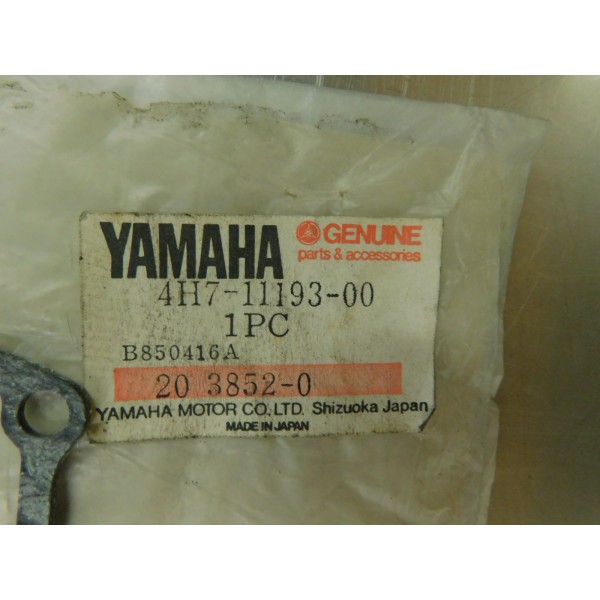 YAMAHA GENUINE
parts & accessories
4H7-11193-00
1PC
B850416A
20 3852-0
YAMAHA MOTOR CO., LTD. Shizuoka Japan
MADE IN JAPAN